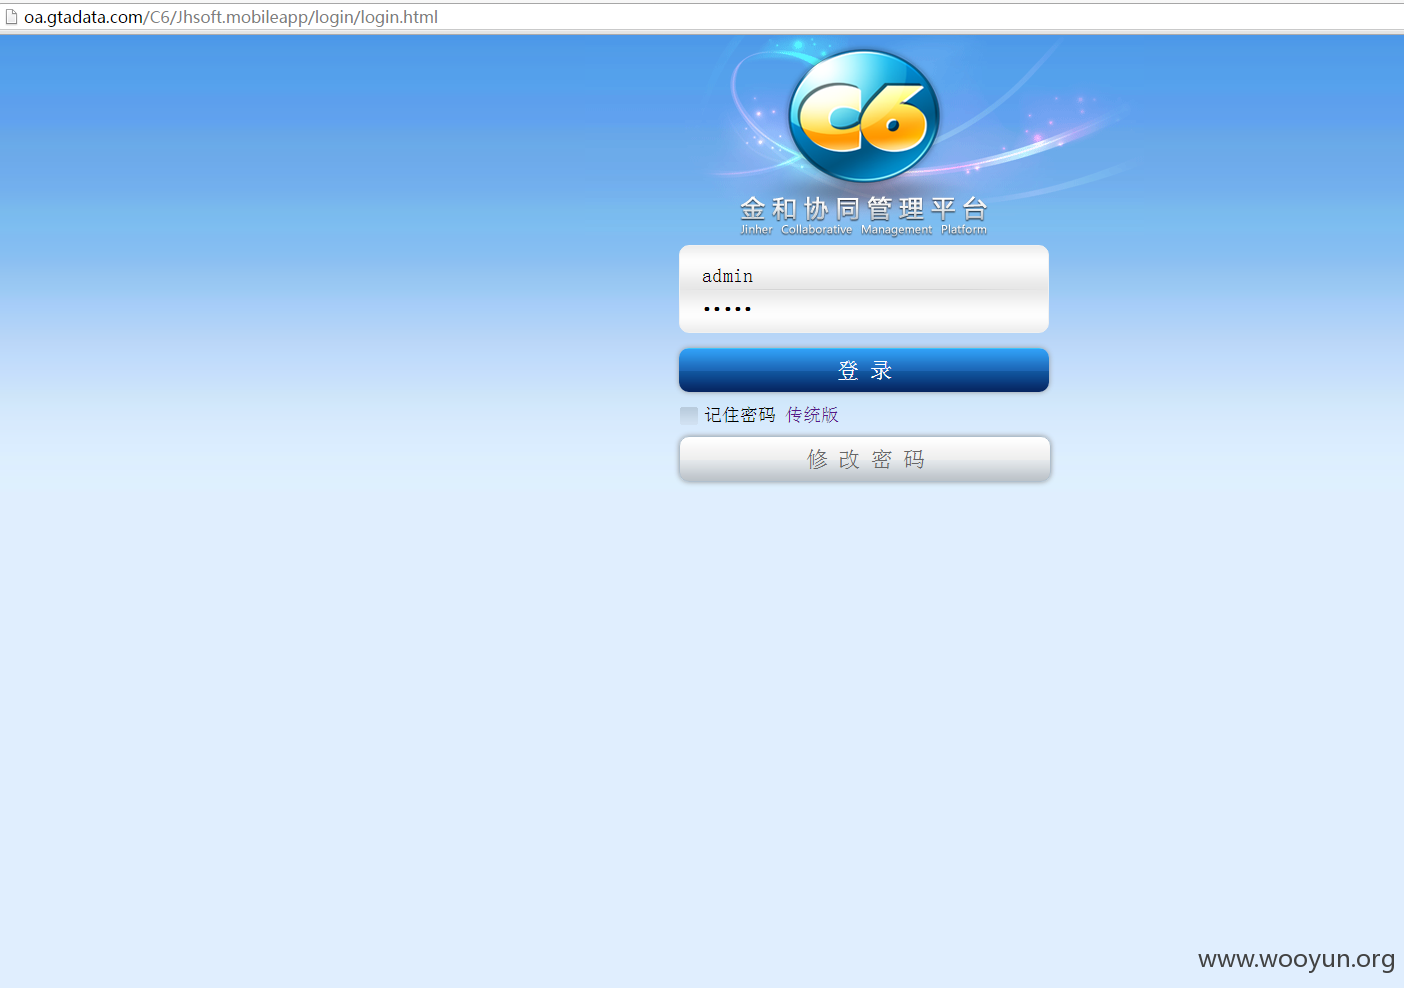 oa.gtadata.com/C6/Jhsoft.mobileapp/login/login.html
C6
金和协同管理平台
Jinher Collaborative Management Platform
admin
•••••
登 录
记住密码 传统版
修 改 密 码
www.wooyun.org